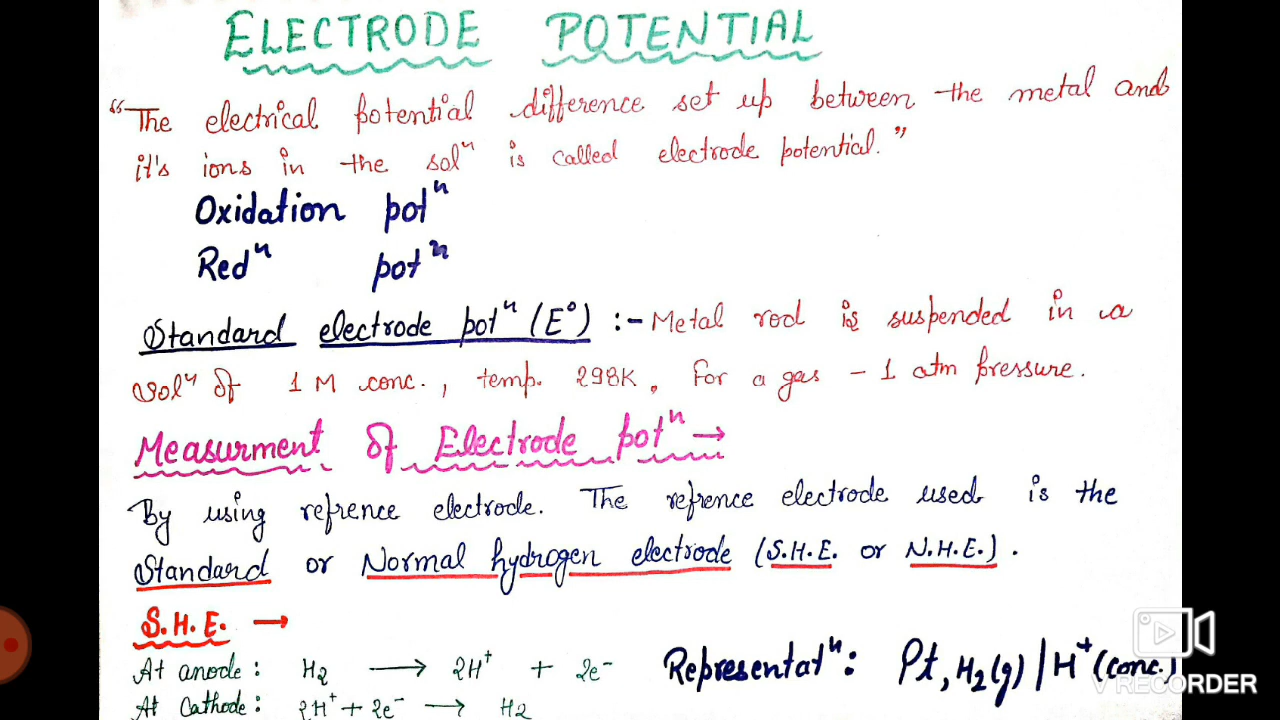 ELECTRODE POTENTIAL
“The electrical potential difference set up between the metal and
it's ions in the solⁿ is called electrode potential.”
Oxidation potⁿ
Redⁿ potⁿ
Standard electrode potⁿ (E°) :- Metal rod is suspended in a
solⁿ of 1 M conc., temp. 298K. For a gas - 1 atm pressure.
Measurment of Electrode potⁿ →
By using refrence electrode. The refrence electrode used is the
Standard or Normal hydrogen electrode (S.H.E. or N.H.E.).
S.H.E. →
At anode: H₂ ⟶ 2H⁺ + 2e⁻
Representatⁿ: Pt, H₂(g) / H⁺ (conc.)
At Cathode: 2H⁺ + 2e⁻ ⟶ H₂
V RECORDER